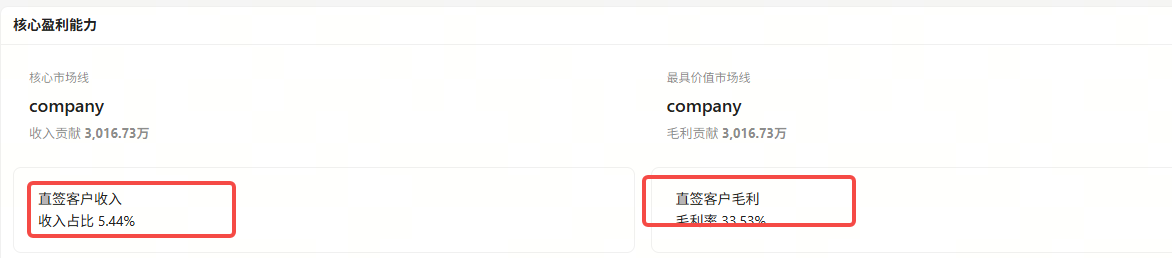 核心盈利能力
核心市场线
最具价值市场线
company
company
收入贡献 3,016.73万
毛利贡献 3,016.73万
直签客户收入
直签客户毛利
收入占比 5.44%
毛利率 33.53%